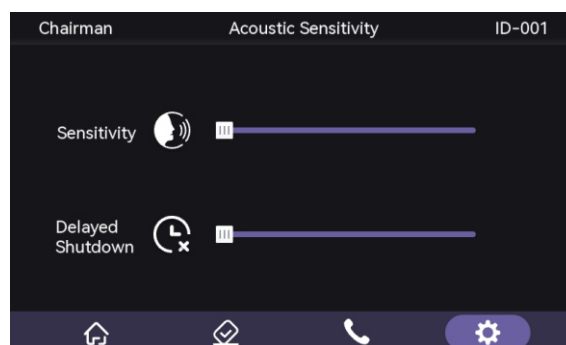 Chairman Acoustic Sensitivity ID-001
Sensitivity
Delayed
Shutdown